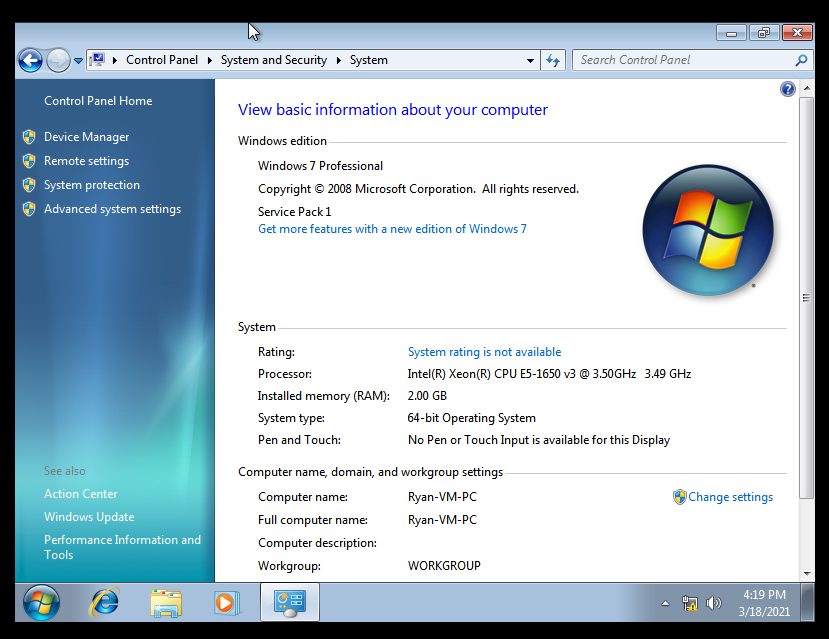 Control Panel
System and Security
System
Search Control Panel
Control Panel Home
Device Manager
Remote settings
System protection
Advanced system settings
See also
Action Center
Windows Update
Performance Information and
Tools
View basic information about your computer
Windows edition
Windows 7 Professional
Copyright © 2008 Microsoft Corporation.  All rights reserved.
Service Pack 1
Get more features with a new edition of Windows 7
System
Rating: System rating is not available
Processor: Intel(R) Xeon(R) CPU E5-1650 v3 @ 3.50GHz   3.49 GHz
Installed memory (RAM): 2.00 GB
System type: 64-bit Operating System
Pen and Touch: No Pen or Touch Input is available for this Display
Computer name, domain, and workgroup settings
Computer name: Ryan-VM-PC Change settings
Full computer name: Ryan-VM-PC
Computer description:
Workgroup: WORKGROUP
4:19 PM
3/18/2021